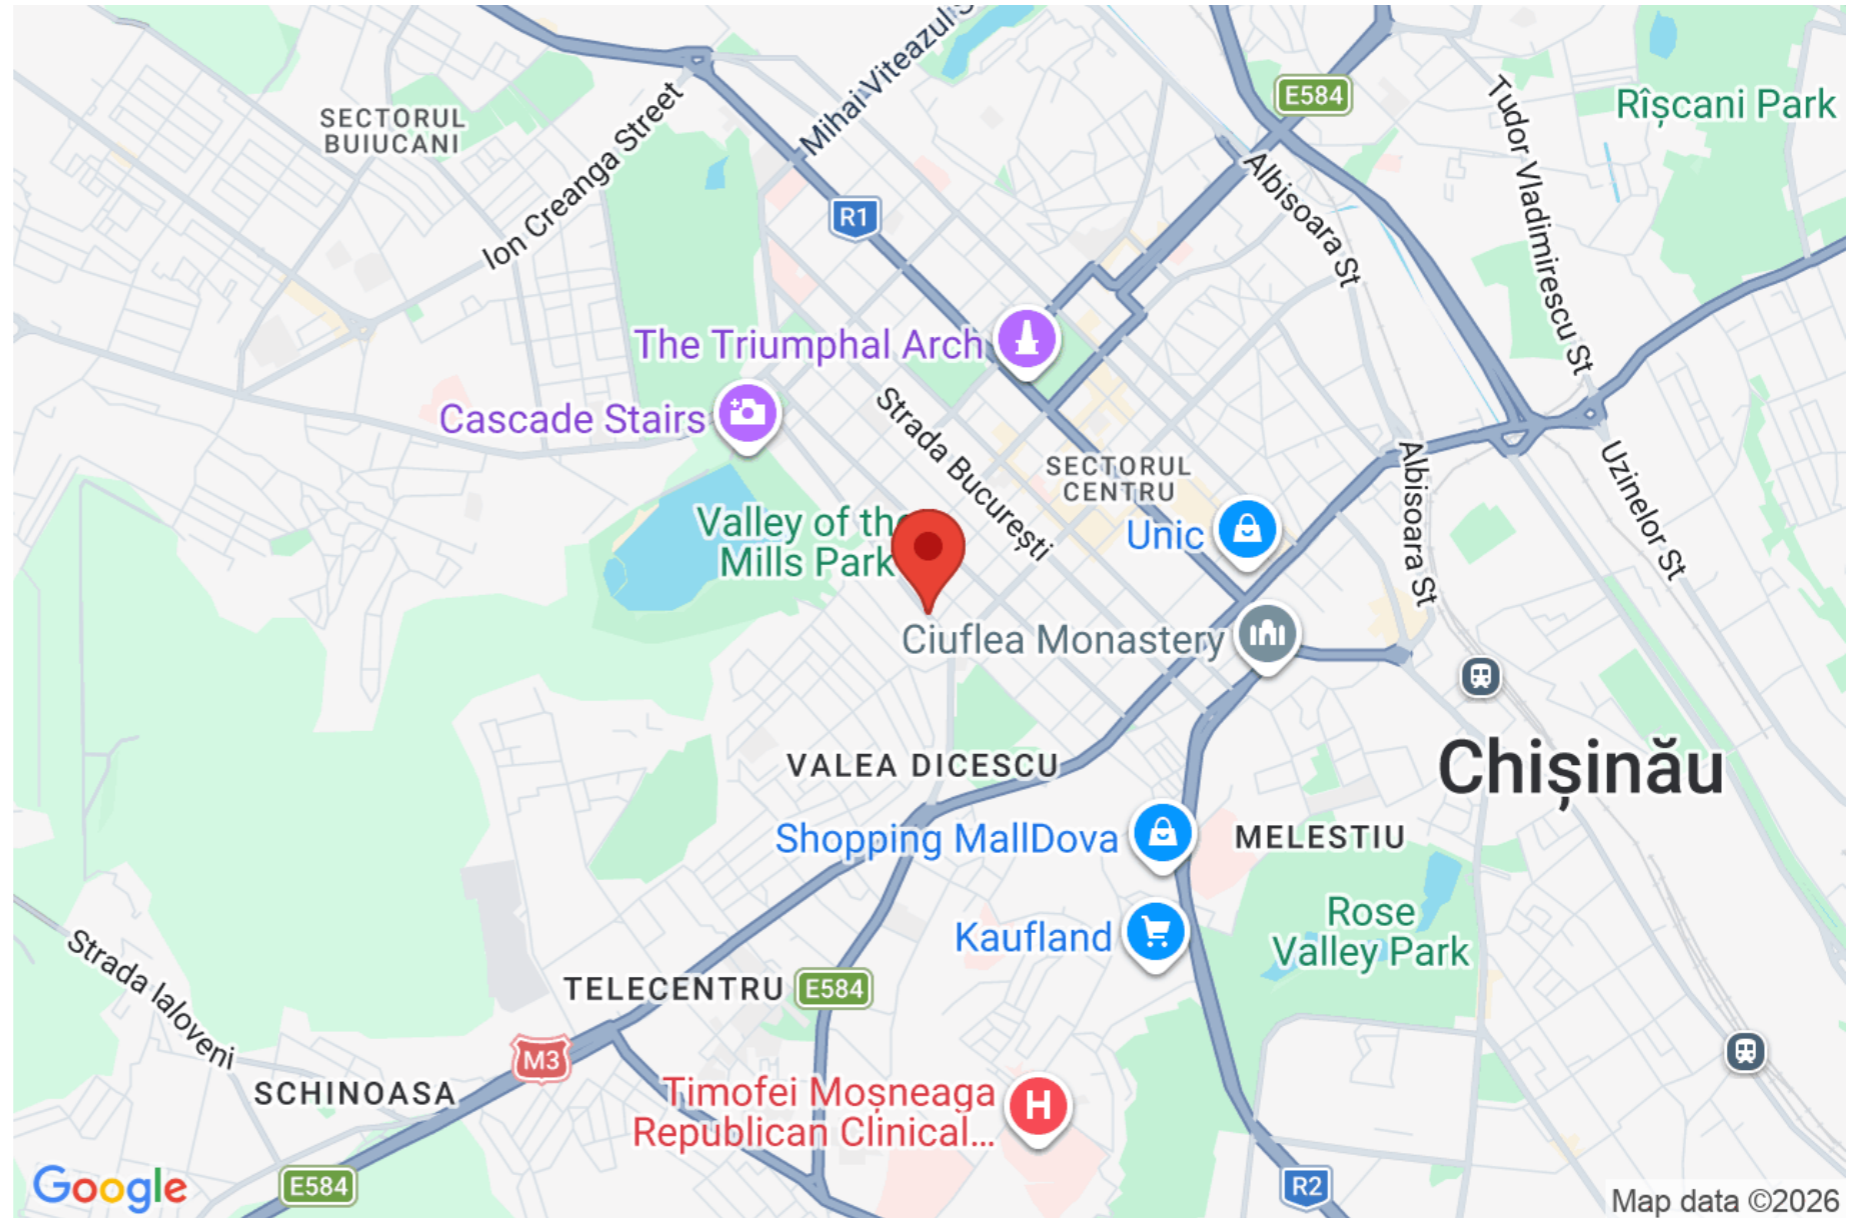 Mihai Viteazul S
E584
Rîșcani Park
SECTORUL
BUIUCANI
Ion Creanga Street
Tudor Vladimirescu St
Albisoara St
R1
The Triumphal Arch
Cascade Stairs
Strada București
SECTORUL
CENTRU
Albisoara St
Uzinelor St
Valley of the
Mills Park
Unic
Ciuflea Monastery
VALEA DICESCU
Chișinău
Shopping MallDova
MELESTIU
Rose
Valley Park
Kaufland
Strada Ialoveni
TELECENTRU
E584
M3
SCHINOASA
Timofei Moșneaga
Republican Clinical...
H
Google
E584
R2
Map data ©2026